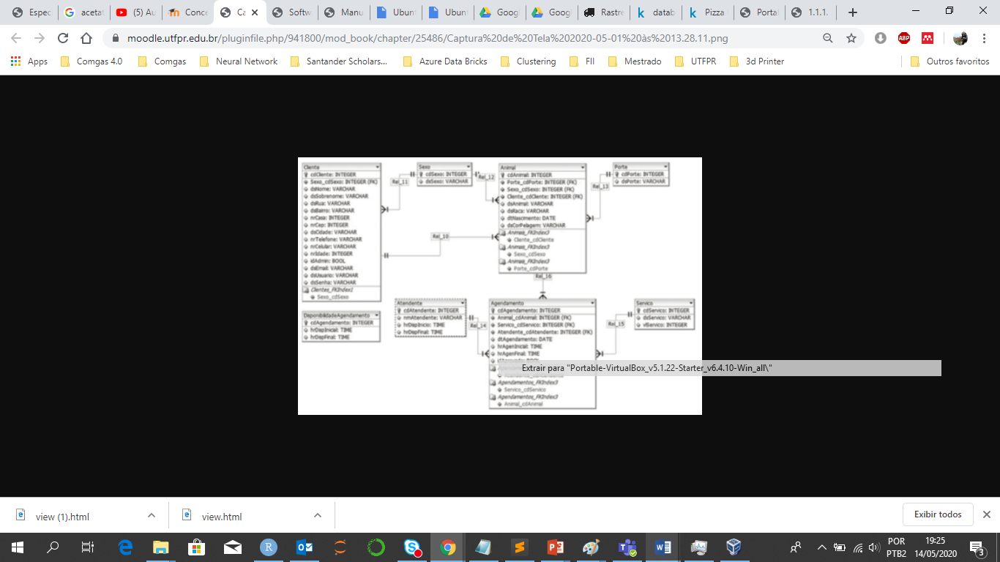 Espec
acetat
(5) Au
Conce
Ca
Softw
Manu
Ubunt
Ubunt
Googl
Googl
Rastre
datab
Pizza
Portal
1.1.1.
moodle.utfpr.edu.br/pluginfile.php/941800/mod_book/chapter/25486/Captura%20de%20Tela%202020-05-01%20às%2013.28.11.png
ABP
Apps
Comgas 4.0
Comgas
Neural Network
Santander Scholars...
Azure Data Bricks
Clustering
FII
Mestrado
UTFPR
3d Printer
Outros favoritos
Cliente
cdCliente: INTEGER
Sexo_cdSexo: INTEGER (FK)
dsNome: VARCHAR
dsSobrenome: VARCHAR
dsRua: VARCHAR
dsBairro: VARCHAR
nrCasa: INTEGER
nrCep: INTEGER
dsCidade: VARCHAR
nrTelefone: VARCHAR
nrCelular: VARCHAR
nrIdade: INTEGER
idAdmin: BOOL
dsEmail: VARCHAR
dsUsuario: VARCHAR
dsSenha: VARCHAR
Clientes_FKIndex1
Sexo_cdSexo
Rel_11
Sexo
cdSexo: INTEGER
dsSexo: VARCHAR
Rel_12
Animal
cdAnimal: INTEGER
Porte_cdPorte: INTEGER (FK)
Sexo_cdSexo: INTEGER (FK)
Cliente_cdCliente: INTEGER (FK)
dsAnimal: VARCHAR
dsRaca: VARCHAR
dtNascimento: DATE
dsCorPelagem: VARCHAR
Cliente_cdCliente
Sexo_cdSexo
Porte_cdPorte
Rel_13
Porte
cdPorte: INTEGER
dsPorte: VARCHAR
Rel_10
Rel_16
DisponibilidadeAgendamento
cdAgendamento: INTEGER
hrDispInicial: TIME
hrDispFinal: TIME
Atendente
cdAtendente: INTEGER
nmAtendente: VARCHAR
hrDispInicio: TIME
hrDispFinal: TIME
Rel_14
Agendamento
cdAgendamento: INTEGER
Animal_cdAnimal: INTEGER (FK)
Servico_cdServico: INTEGER (FK)
Atendente_cdAtendente: INTEGER (FK)
dtAgendamento: DATE
hrAgenInicial: TIME
hrAgenFinal: TIME
Agendamentos_FKIndex3
Servico_cdServico
Agendamentos_FKIndex3
Animal_cdAnimal
Rel_15
Servico
cdServico: INTEGER
dsServico: VARCHAR
vlServico: INTEGER
Extrair para "Portable-VirtualBox_v5.1.22-Starter_v6.4.10-Win_all\"
view (1).html
view.html
Exibir todos
POR
PTB2
19:25
14/05/2020
3